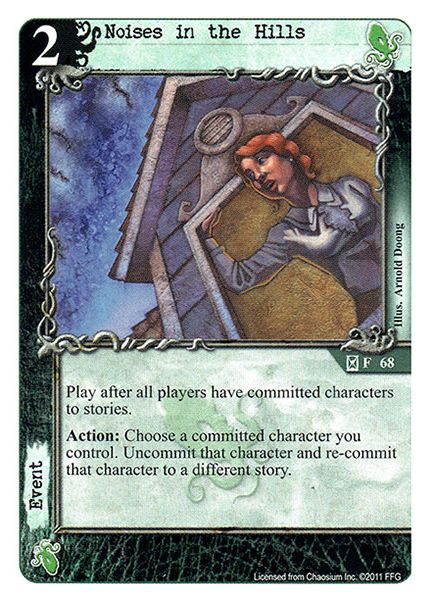 2
Noises in the Hills
Illus. Arnold Doong
F 68
Play after all players have committed characters
to stories.
Action: Choose a committed character you
control. Uncommit that character and re-commit
that character to a different story.
Event
Licensed from Chaosium Inc. ©2011 FFG